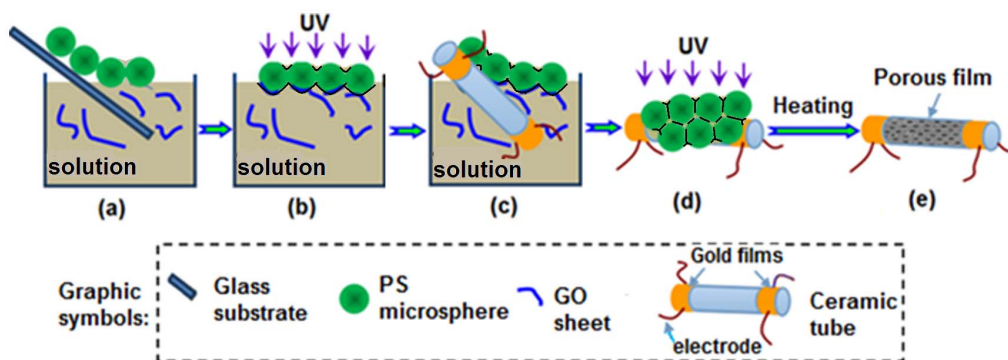 UV
UV
Heating
Porous film
solution
solution
solution
(a)
(b)
(c)
(d)
(e)
Graphic
symbols:
Glass
substrate
PS
microsphere
GO
sheet
Gold films
electrode
Ceramic
tube